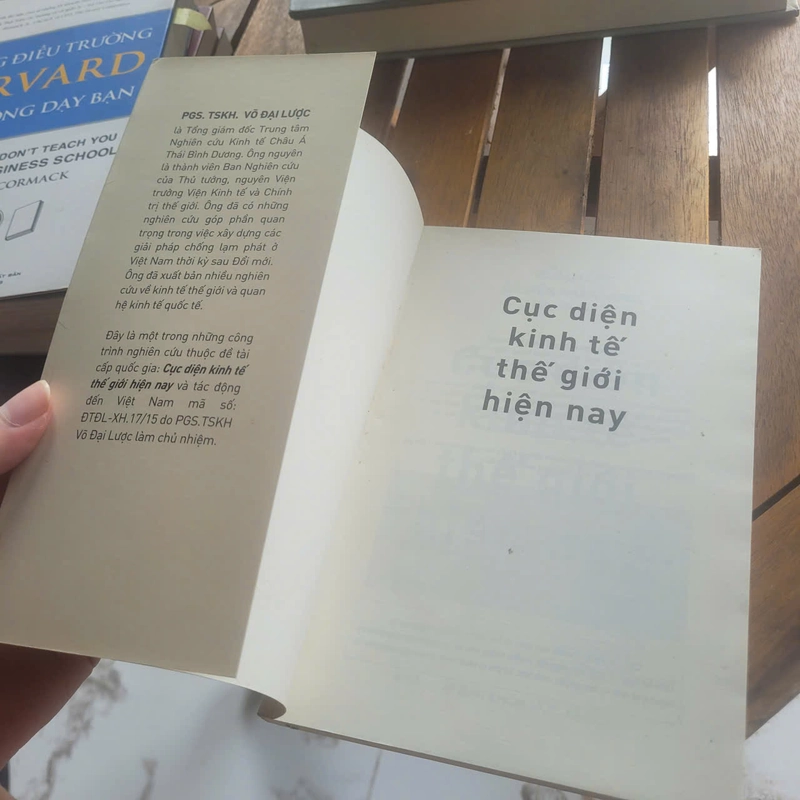 G ĐIỀU TRƯỜNG
RVARD
ÔNG DẠY BẠN
DON'T TEACH YOU
SINESS SCHOOL
CORMACK
PGS. TSKH. VÕ ĐẠI LƯỢC
là Tổng giám đốc Trung tâm
Nghiên cứu Kinh tế Châu Á
Thái Bình Dương. Ông nguyên
là thành viên Ban Nghiên cứu
của Thủ tướng, nguyên Viện
trưởng Viện Kinh tế và Chính
trị thế giới. Ông đã có những
nghiên cứu góp phần quan
trọng trong việc xây dựng các
giải pháp chống lạm phát ở
Việt Nam thời kỳ sau Đổi mới.
Ông đã xuất bản nhiều nghiên
cứu về kinh tế thế giới và quan
hệ kinh tế quốc tế.
Đây là một trong những công
trình nghiên cứu thuộc đề tài
cấp quốc gia: Cục diện kinh tế
thế giới hiện nay và tác động
đến Việt Nam mã số:
ĐTĐL-XH.17/15 do PGS.TSKH
Võ Đại Lược làm chủ nhiệm.
Cục diện
kinh tế
thế giới
hiện nay